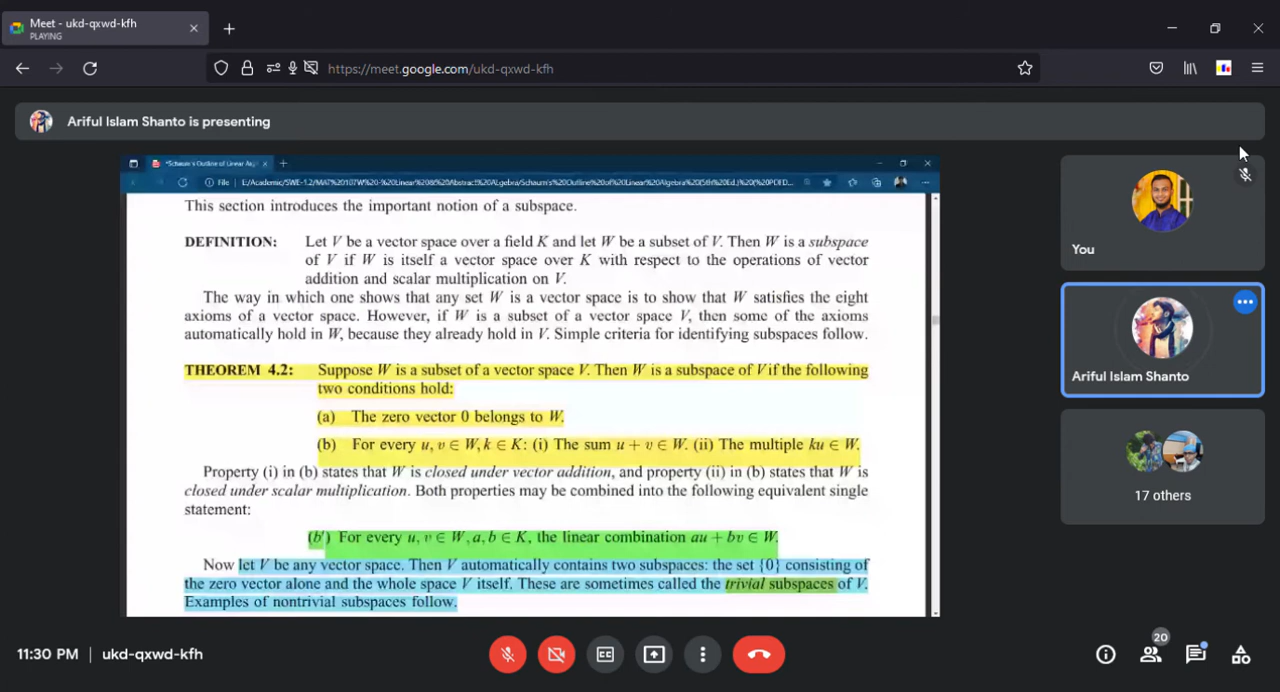 Meet - ukd-qxwd-kfh
PLAYING
https://meet.google.com/ukd-qxwd-kfh
Ariful Islam Shanto is presenting
File
This section introduces the important notion of a subspace.
DEFINITION: Let V be a vector space over a field K and let W be a subset of V. Then W is a subspace
of V if W is itself a vector space over K with respect to the operations of vector
addition and scalar multiplication on V.
The way in which one shows that any set W is a vector space is to show that W satisfies the eight
axioms of a vector space. However, if W is a subset of a vector space V, then some of the axioms
automatically hold in W, because they already hold in V. Simple criteria for identifying subspaces follow.
THEOREM 4.2: Suppose W is a subset of a vector space V. Then W is a subspace of V if the following
two conditions hold:
(a) The zero vector 0 belongs to W.
(b) For every u, v ∈ W, k ∈ K: (i) The sum u + v ∈ W. (ii) The multiple ku ∈ W.
Property (i) in (b) states that W is closed under vector addition, and property (ii) in (b) states that W is
closed under scalar multiplication. Both properties may be combined into the following equivalent single
statement:
(b′) For every u, v ∈ W, a, b ∈ K, the linear combination au + bv ∈ W.
Now let V be any vector space. Then V automatically contains two subspaces: the set {0} consisting of
the zero vector alone and the whole space V itself. These are sometimes called the trivial subspaces of V.
Examples of nontrivial subspaces follow.
You
Ariful Islam Shanto
17 others
11:30 PM | ukd-qxwd-kfh
CC
20